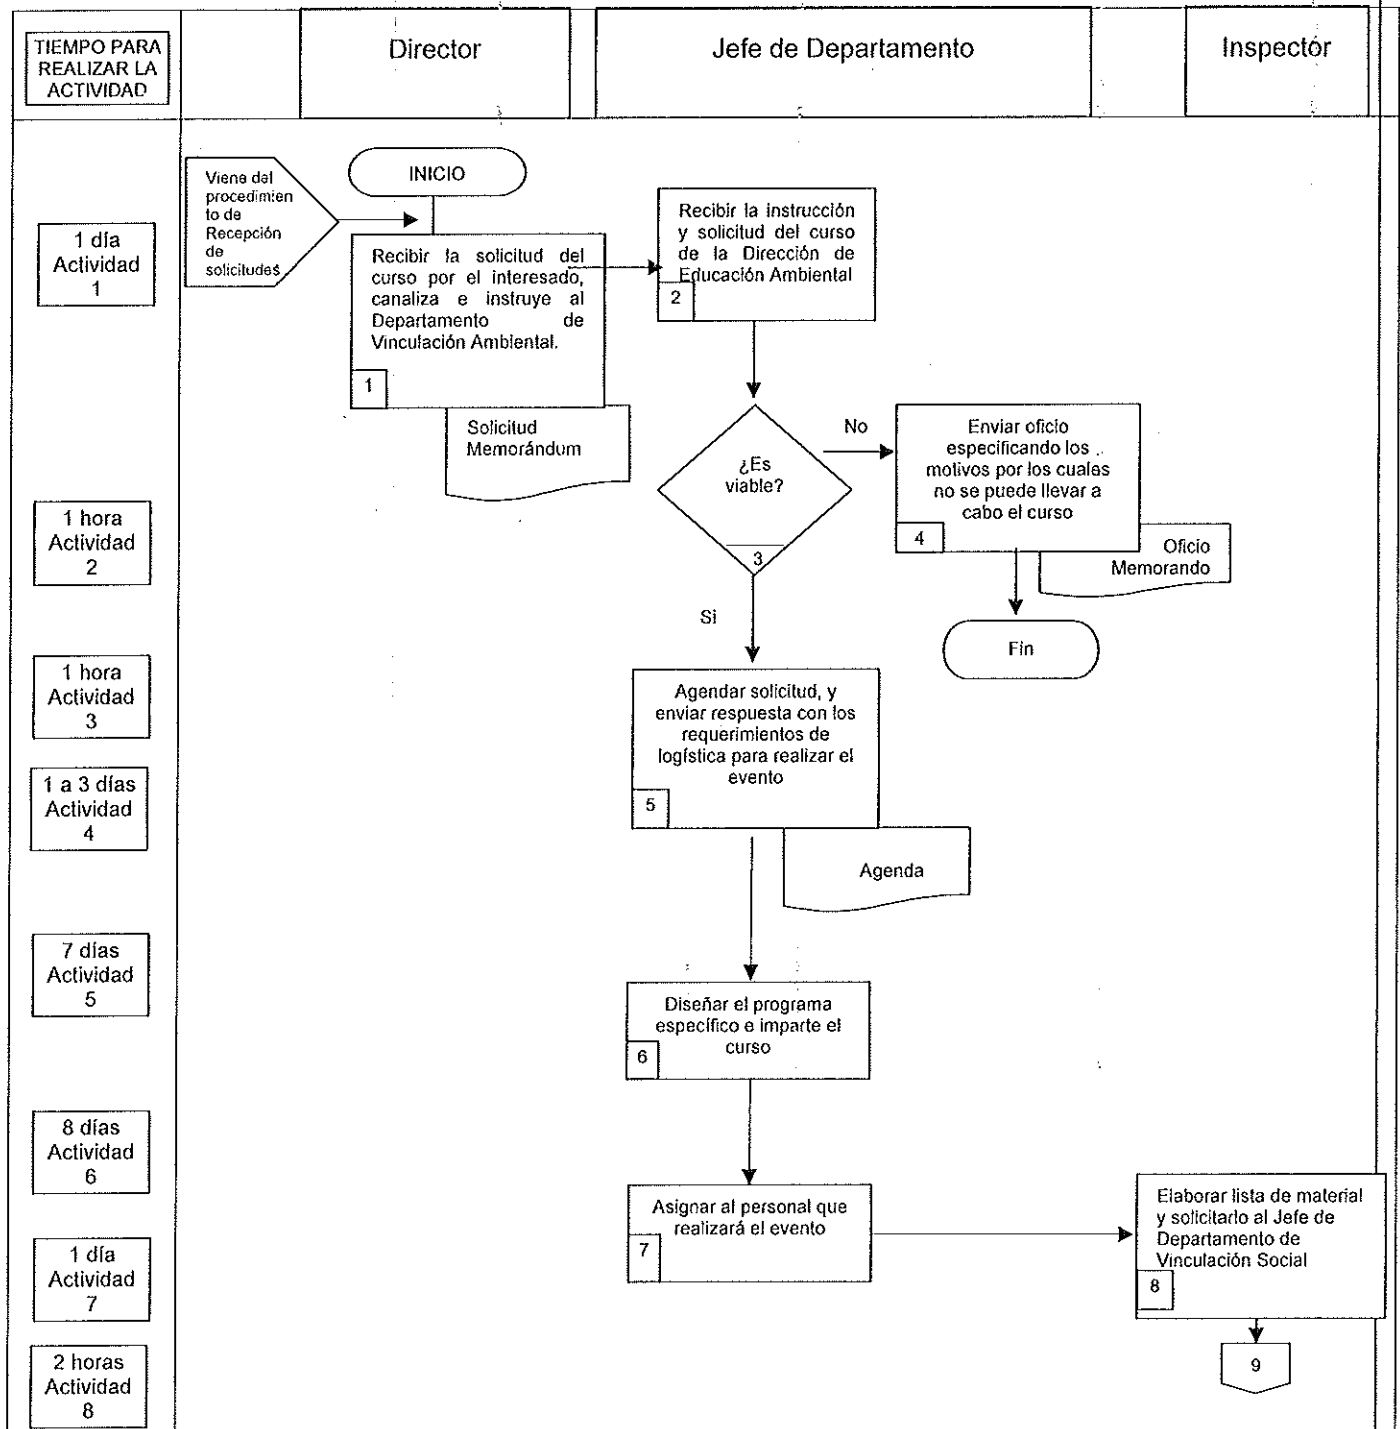 TIEMPO PARA
REALIZAR LA
ACTIVIDAD
Director
Jefe de Departamento
Inspector
Viene del
procedimien
to de
Recepción
de
solicitudes
INICIO
1 día
Actividad
1
Recibir la solicitud del
curso por el interesado,
canaliza e instruye al
Departamento de
Vinculación Ambiental.
1
Solicitud
Memorándum
Recibir la instrucción
y solicitud del curso
de la Dirección de
Educación Ambiental
2
¿Es
viable?
3
No
Enviar oficio
especificando los
motivos por los cuales
no se puede llevar a
cabo el curso
4
Oficio
Memorando
Fin
1 hora
Actividad
2
Si
1 hora
Actividad
3
Agendar solicitud, y
enviar respuesta con los
requerimientos de
logística para realizar el
evento
5
Agenda
1 a 3 días
Actividad
4
7 días
Actividad
5
Diseñar el programa
específico e imparte el
curso
6
8 días
Actividad
6
Asignar al personal que
realizará el evento
7
Elaborar lista de material
y solicitarlo al Jefe de
Departamento de
Vinculación Social
8
1 día
Actividad
7
9
2 horas
Actividad
8